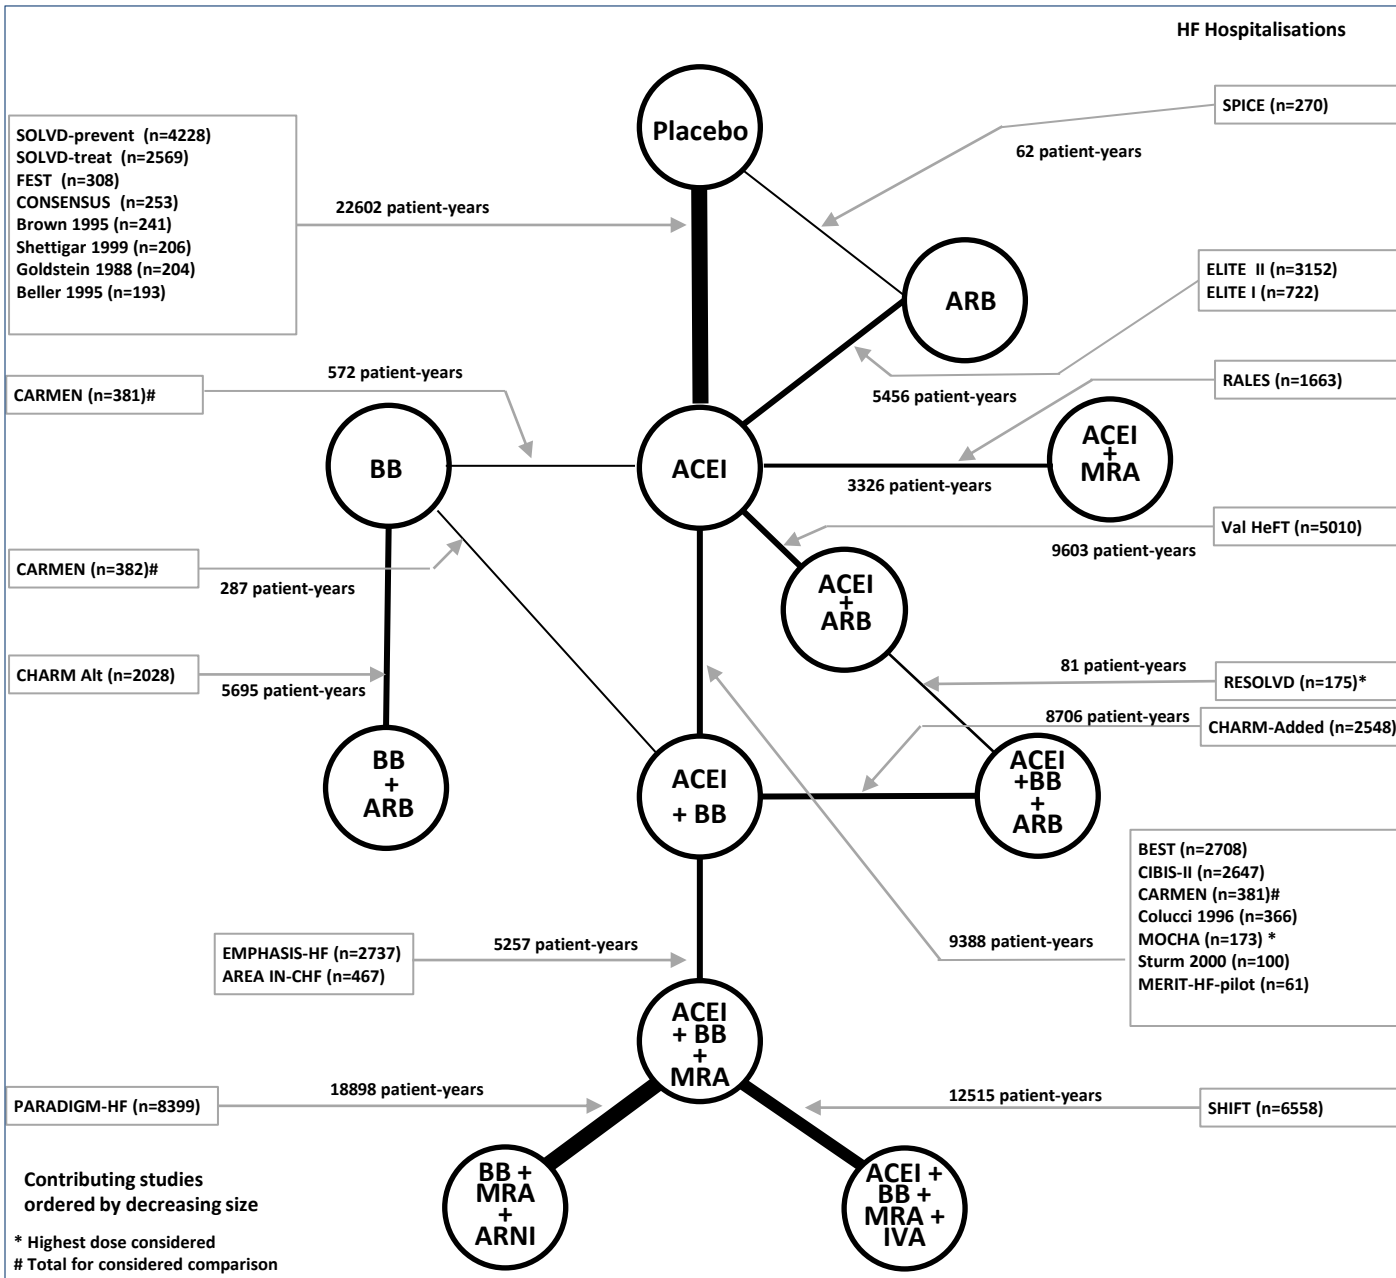 HF Hospitalisations
Placebo
SPICE (n=270)
62 patient-years
SOLVD-prevent (n=4228)
SOLVD-treat (n=2569)
FEST (n=308)
CONSENSUS (n=253)
Brown 1995 (n=241)
Shettigar 1999 (n=206)
Goldstein 1988 (n=204)
Beller 1995 (n=193)
22602 patient-years
ARB
ELITE II (n=3152)
ELITE I (n=722)
5456 patient-years
CARMEN (n=381)#
572 patient-years
RALES (n=1663)
BB
ACEI
ACEI
+
MRA
3326 patient-years
Val HeFT (n=5010)
9603 patient-years
CARMEN (n=382)#
287 patient-years
ACEI
+
ARB
CHARM Alt (n=2028)
5695 patient-years
81 patient-years
RESOLVD (n=175)*
8706 patient-years
CHARM-Added (n=2548)
BB
+
ARB
ACEI
+ BB
ACEI
+BB
+
ARB
BEST (n=2708)
CIBIS-II (n=2647)
CARMEN (n=381)#
Colucci 1996 (n=366)
MOCHA (n=173) *
Sturm 2000 (n=100)
MERIT-HF-pilot (n=61)
9388 patient-years
EMPHASIS-HF (n=2737)
AREA IN-CHF (n=467)
5257 patient-years
ACEI
+ BB
+
MRA
PARADIGM-HF (n=8399)
18898 patient-years
12515 patient-years
SHIFT (n=6558)
BB +
MRA
+
ARNI
ACEI +
BB +
MRA +
IVA
Contributing studies
ordered by decreasing size
* Highest dose considered
# Total for considered comparison